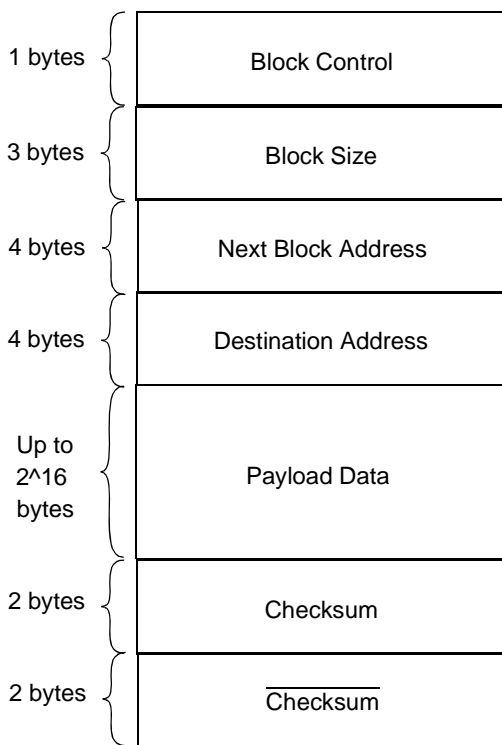 1 bytes
Block Control
3 bytes
Block Size
4 bytes
Next Block Address
4 bytes
Destination Address
Up to
2^16
bytes
Payload Data
2 bytes
Checksum
2 bytes
Checksum